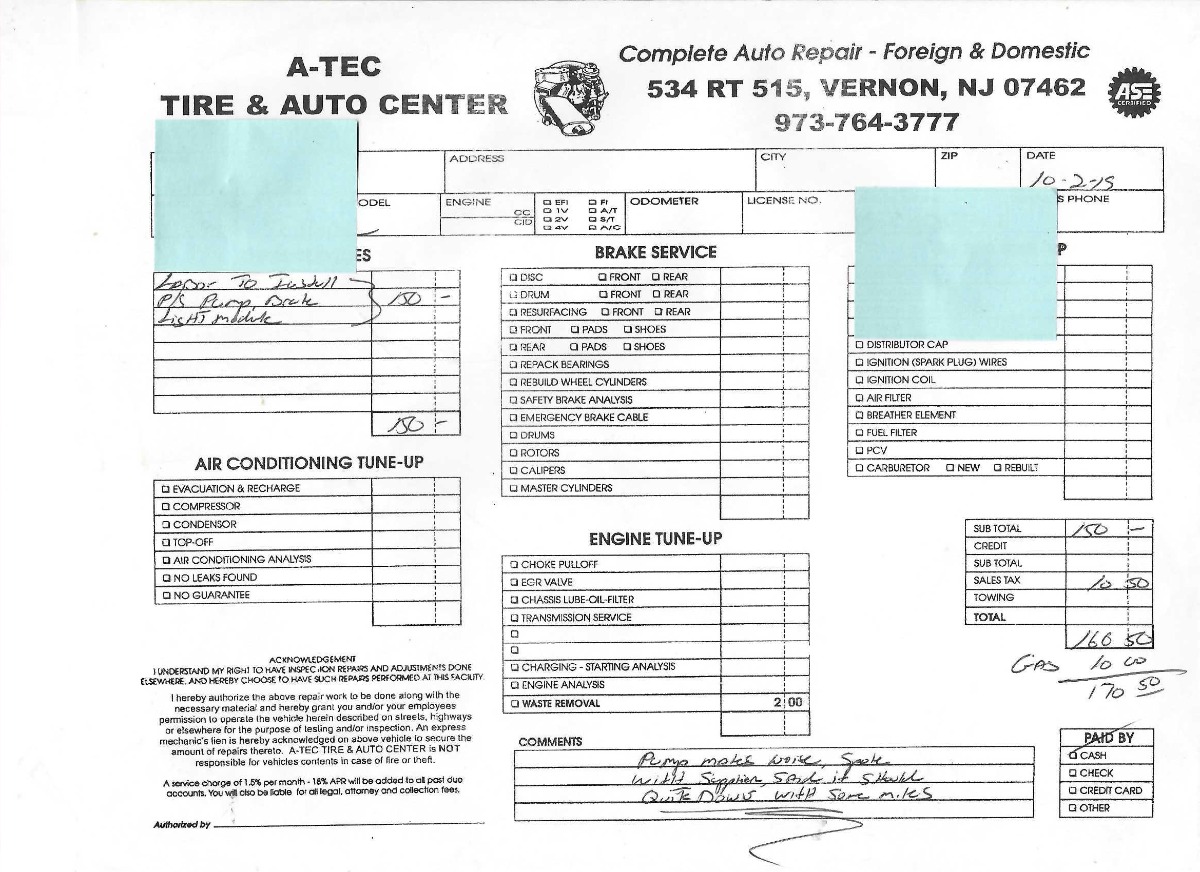 A-TEC
TIRE & AUTO CENTER
Complete Auto Repair - Foreign & Domestic
534 RT 515, VERNON, NJ 07462
973-764-3777
ASE
CERTIFIED
ADDRESS
CITY
ZIP
DATE
10-2-15
ODEL
ENGINE
CC
CID
☐ EFI ☐ FI
☐ 1V ☐ A/T
☐ 2V ☐ S/T
☐ 4V ☐ A/C
ODOMETER
LICENSE NO.
S PHONE
ES
Labor To Install
P/S Pump, Brake 150 -
Light module
150 -
AIR CONDITIONING TUNE-UP
☐ EVACUATION & RECHARGE
☐ COMPRESSOR
☐ CONDENSOR
☐ TOP-OFF
☐ AIR CONDITIONING ANALYSIS
☐ NO LEAKS FOUND
☐ NO GUARANTEE
ACKNOWLEDGEMENT
I UNDERSTAND MY RIGHT TO HAVE INSPECTION REPAIRS AND ADJUSTMENTS DONE
ELSEWHERE, AND HEREBY CHOOSE TO HAVE SUCH REPAIRS PERFORMED AT THIS FACILITY.
I hereby authorize the above repair work to be done along with the
necessary material and hereby grant you and/or your employees
permission to operate the vehicle herein described on streets, highways
or elsewhere for the purpose of testing and/or inspection. An express
mechanic's lien is hereby acknowledged on above vehicle to secure the
amount of repairs thereto. A-TEC TIRE & AUTO CENTER is NOT
responsible for vehicles contents in case of fire or theft.
A service charge of 1.5% per month - 18% APR will be added to all past due
accounts. You will also be liable for all legal, attorney and collection fees.
Authorized by
BRAKE SERVICE
☐ DISC ☐ FRONT ☐ REAR
☐ DRUM ☐ FRONT ☐ REAR
☐ RESURFACING ☐ FRONT ☐ REAR
☐ FRONT ☐ PADS ☐ SHOES
☐ REAR ☐ PADS ☐ SHOES
☐ REPACK BEARINGS
☐ REBUILD WHEEL CYLINDERS
☐ SAFETY BRAKE ANALYSIS
☐ EMERGENCY BRAKE CABLE
☐ DRUMS
☐ ROTORS
☐ CALIPERS
☐ MASTER CYLINDERS
ENGINE TUNE-UP
☐ CHOKE PULLOFF
☐ EGR VALVE
☐ CHASSIS LUBE-OIL-FILTER
☐ TRANSMISSION SERVICE
☐
☐
☐ CHARGING - STARTING ANALYSIS
☐ ENGINE ANALYSIS
☐ WASTE REMOVAL 2 00
COMMENTS
Pump makes noise, Spoke
with Supplier, Said it Should
Quite Down with Some miles
P
☐ DISTRIBUTOR CAP
☐ IGNITION (SPARK PLUG) WIRES
☐ IGNITION COIL
☐ AIR FILTER
☐ BREATHER ELEMENT
☐ FUEL FILTER
☐ PCV
☐ CARBURETOR ☐ NEW ☐ REBUILT
SUB TOTAL 150 -
CREDIT
SUB TOTAL
SALES TAX 10 50
TOWING
TOTAL
160 50
GAS 10 00
170 50
PAID BY
☑ CASH
☐ CHECK
☐ CREDIT CARD
☐ OTHER